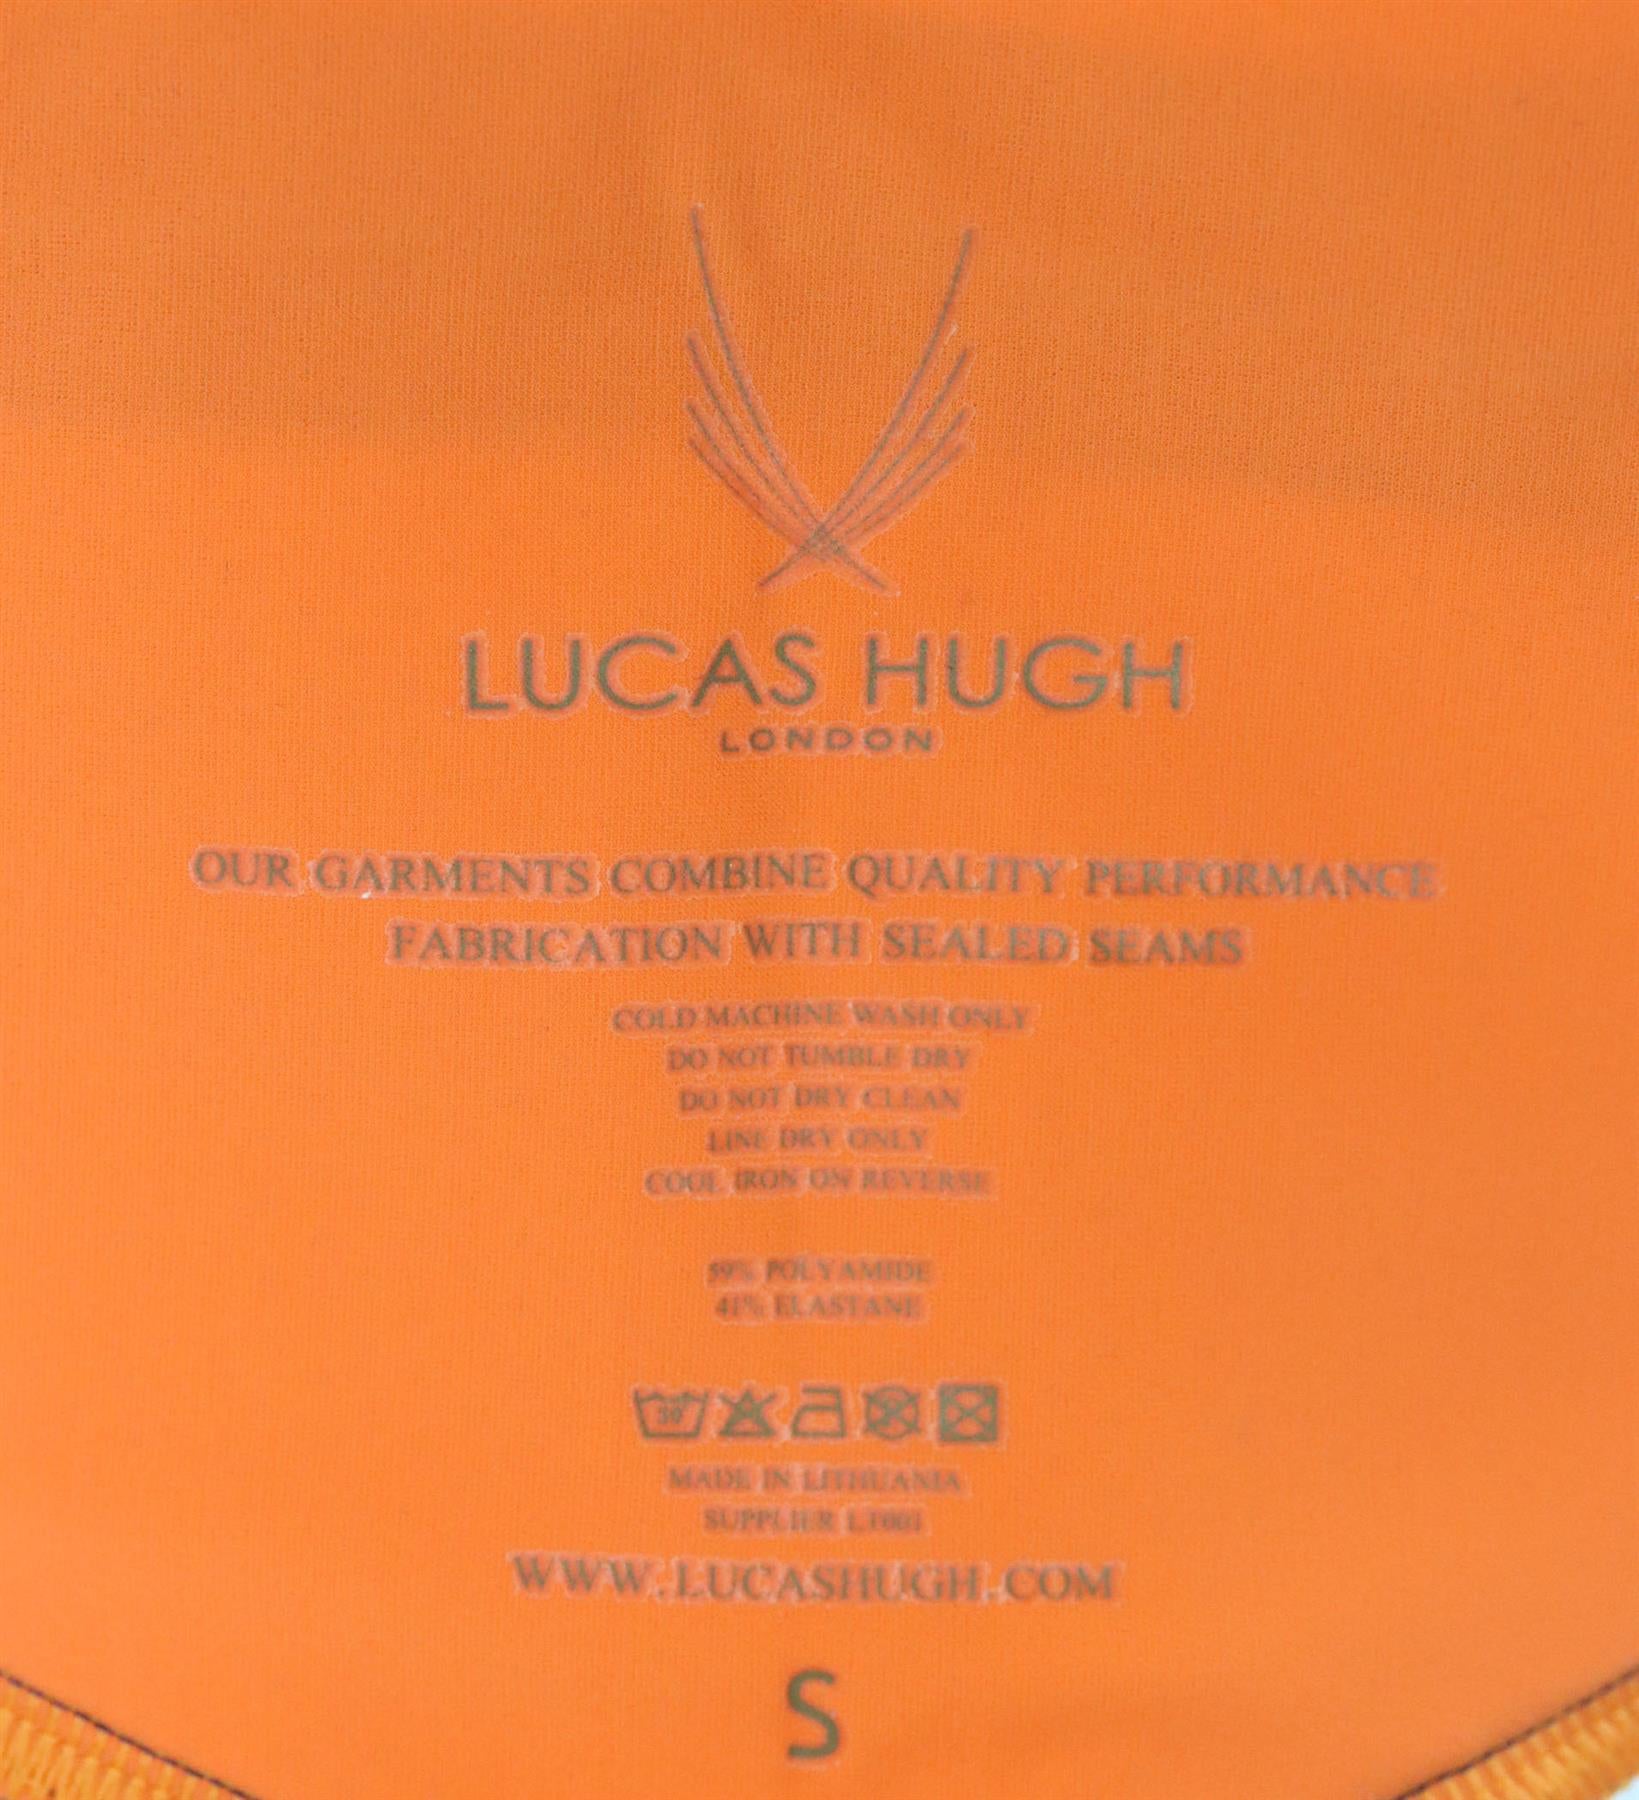 LUCAS HUGH
LONDON
OUR GARMENTS COMBINE QUALITY PERFORMANCE
FABRICATION WITH SEALED SEAMS
COLD MACHINE WASH ONLY
DO NOT TUMBLE DRY
DO NOT DRY CLEAN
LINE DRY ONLY
COOL IRON ON REVERSE
59% POLYAMIDE
41% ELASTANE
30°
MADE IN LITHUANIA
SUPPLIER LT001
WWW.LUCASHUGH.COM
S